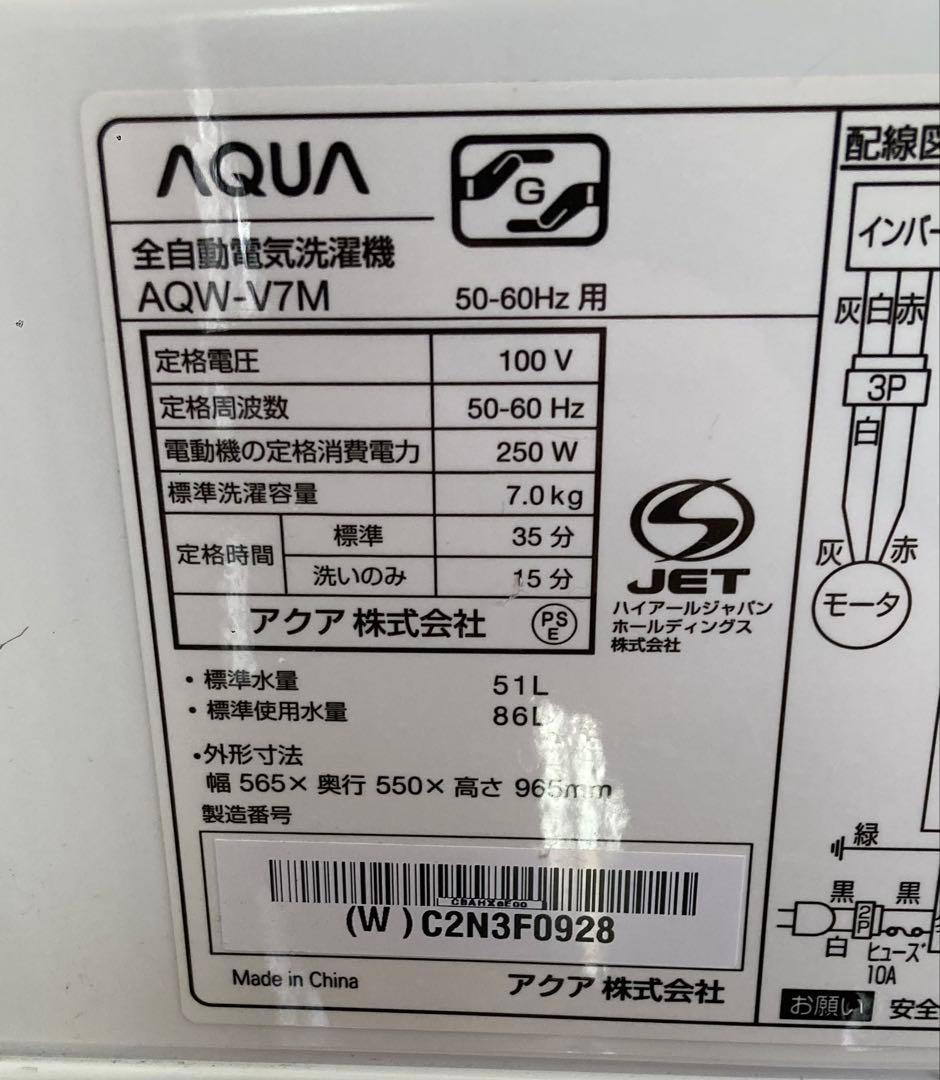 AQUA
G
全自動電気洗濯機
AQW-V7M
50-60Hz 用
定格電圧 100 V
定格周波数 50-60 Hz
電動機の定格消費電力 250 W
標準洗濯容量 7.0kg
定格時間 標準 35 分
洗いのみ 15 分
アクア 株式会社 PSE
JET
ハイアールジャパン
ホールディングス
株式会社
・標準水量 51L
・標準使用水量 86L
・外形寸法
幅 565× 奥行 550× 高さ 965mm
製造番号
(W) C2N3F0928
Made in China
アクア 株式会社
配線図
インバー
灰 白 赤
3P
白
灰 赤
モータ
緑
黒 黒
2P
白 ヒューズ
10A
お願い 安全